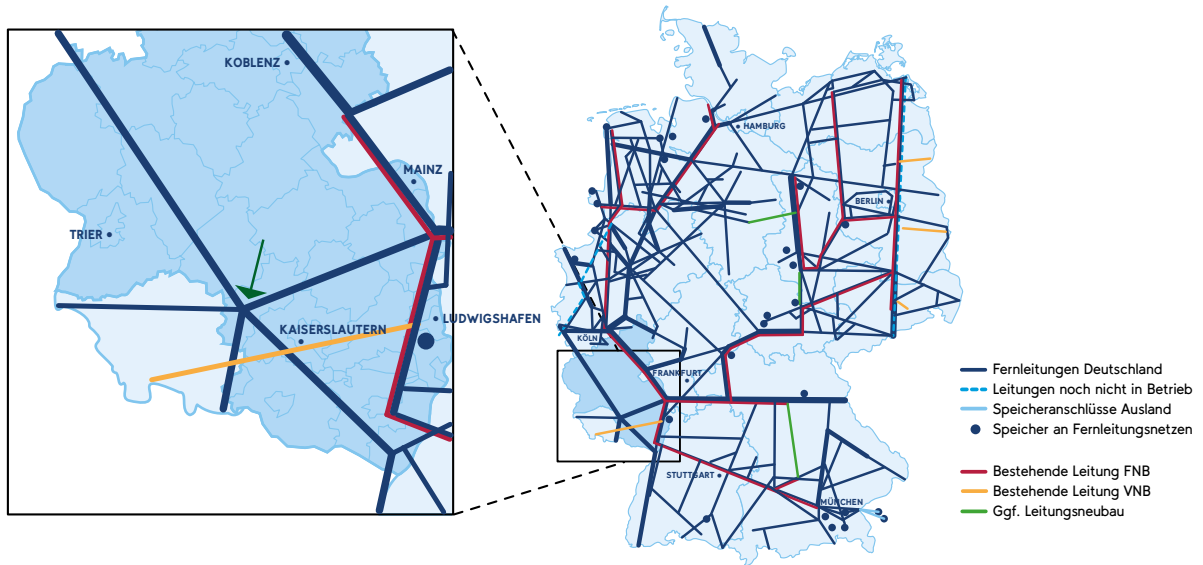 KOBLENZ
MAINZ
TRIER
LUDWIGSHAFEN
KAISERSLAUTERN
HAMBURG
BERLIN
KÖLN
FRANKFURT
STUTTGART
MÜNCHEN
Fernleitungen Deutschland
Leitungen noch nicht in Betrieb
Speicheranschlüsse Ausland
Speicher an Fernleitungsnetzen
Bestehende Leitung FNB
Bestehende Leitung VNB
Ggf. Leitungsneubau